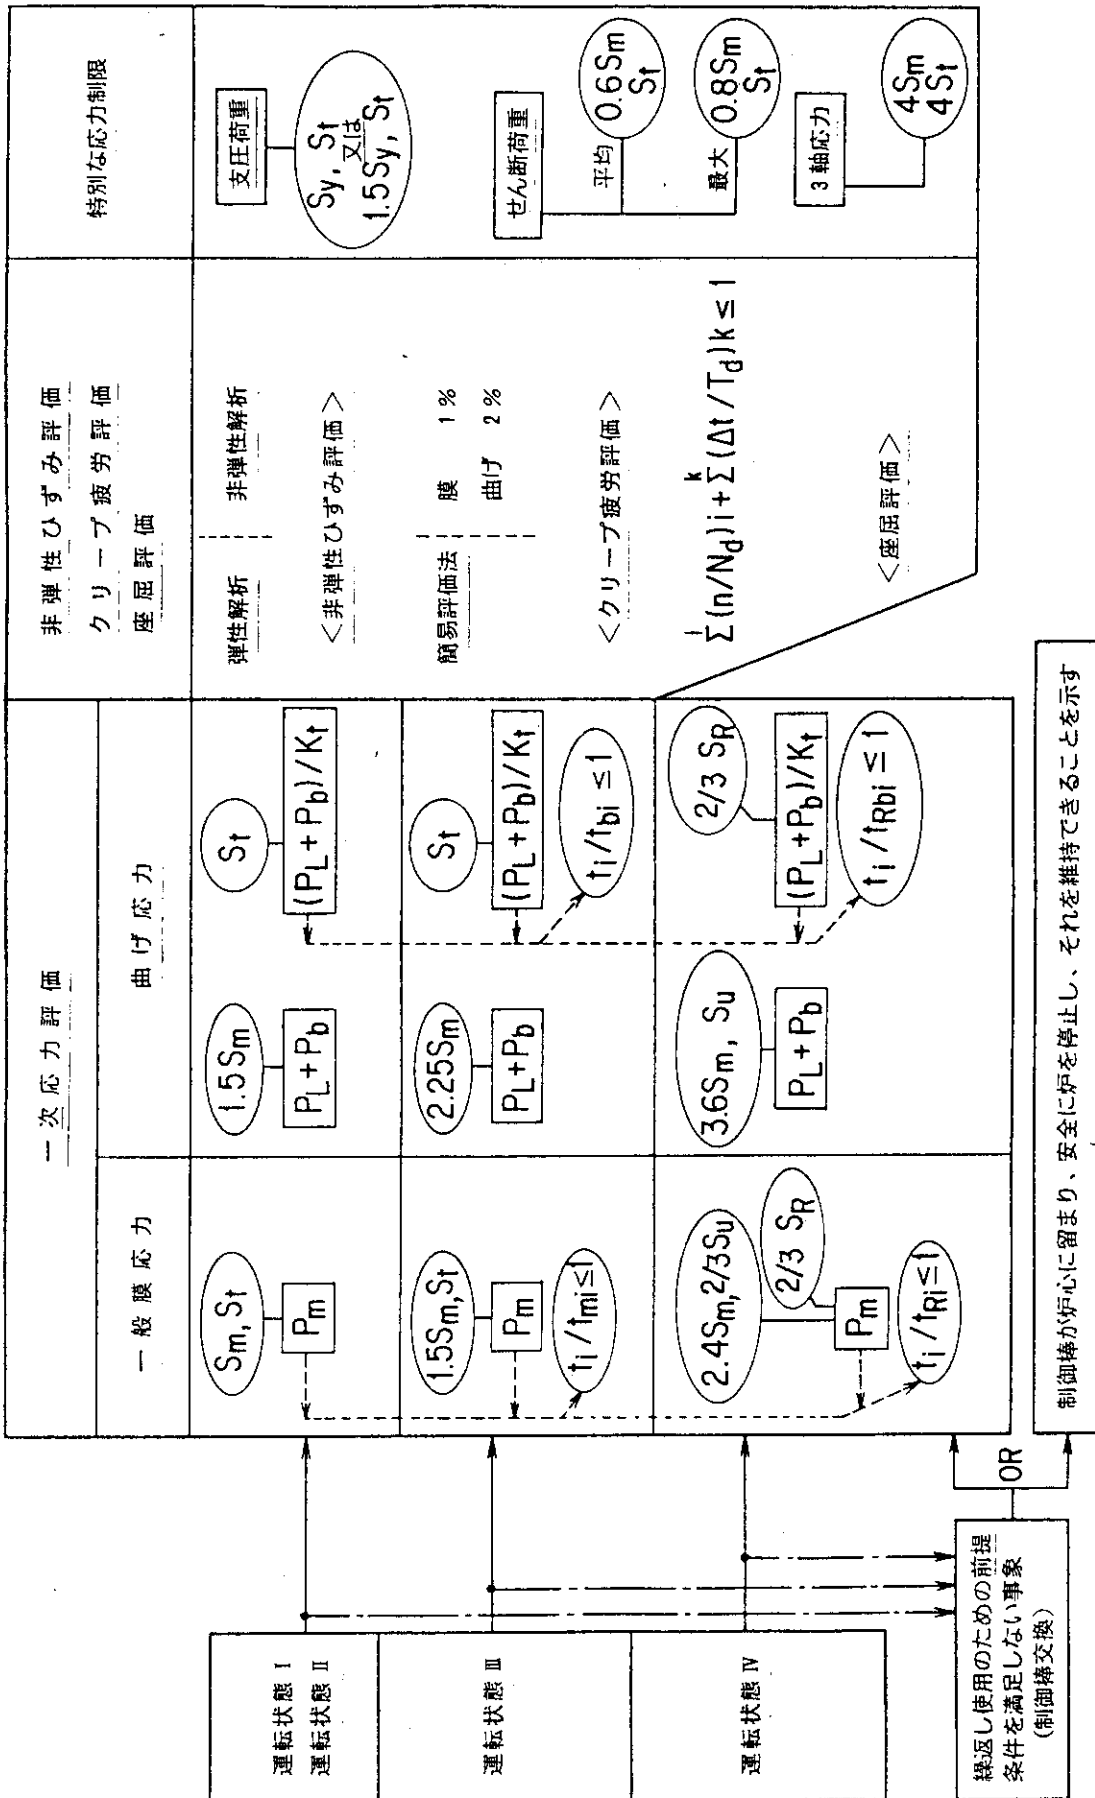 一次応力評価
非弾性ひずみ評価
クリープ疲労評価
座屈評価
特別な応力制限
一般膜応力
曲げ応力
運転状態 I
運転状態 II
Sm, St
Pm
1.5Sm
PL+Pb
St
(PL+Pb)/Kt
運転状態 III
1.5Sm, St
Pm
ti/tmi≤1
2.25Sm
PL+Pb
St
(PL+Pb)/Kt
ti/tbi≤1
運転状態 IV
2.4Sm, 2/3Su
2/3 SR
Pm
ti/tRi≤1
3.6Sm, Su
PL+Pb
2/3 SR
(PL+Pb)/Kt
ti/tRbi≤1
弾性解析 非弾性解析
<非弾性ひずみ評価>
簡易評価法 膜 1%
曲げ 2%
<クリープ疲労評価>
i k
Σ(n/Nd)i+Σ(Δt/Td)k≤1
<座屈評価>
支圧荷重
Sy, St
又は
1.5Sy, St
せん断荷重
平均
0.6Sm
St
最大
0.8Sm
St
3軸応力
4Sm
4St
繰返し使用のための前提
条件を満足しない事象
(制御棒交換)
OR
制御棒が炉心に留まり、安全に炉を停止し、それを維持できることを示す